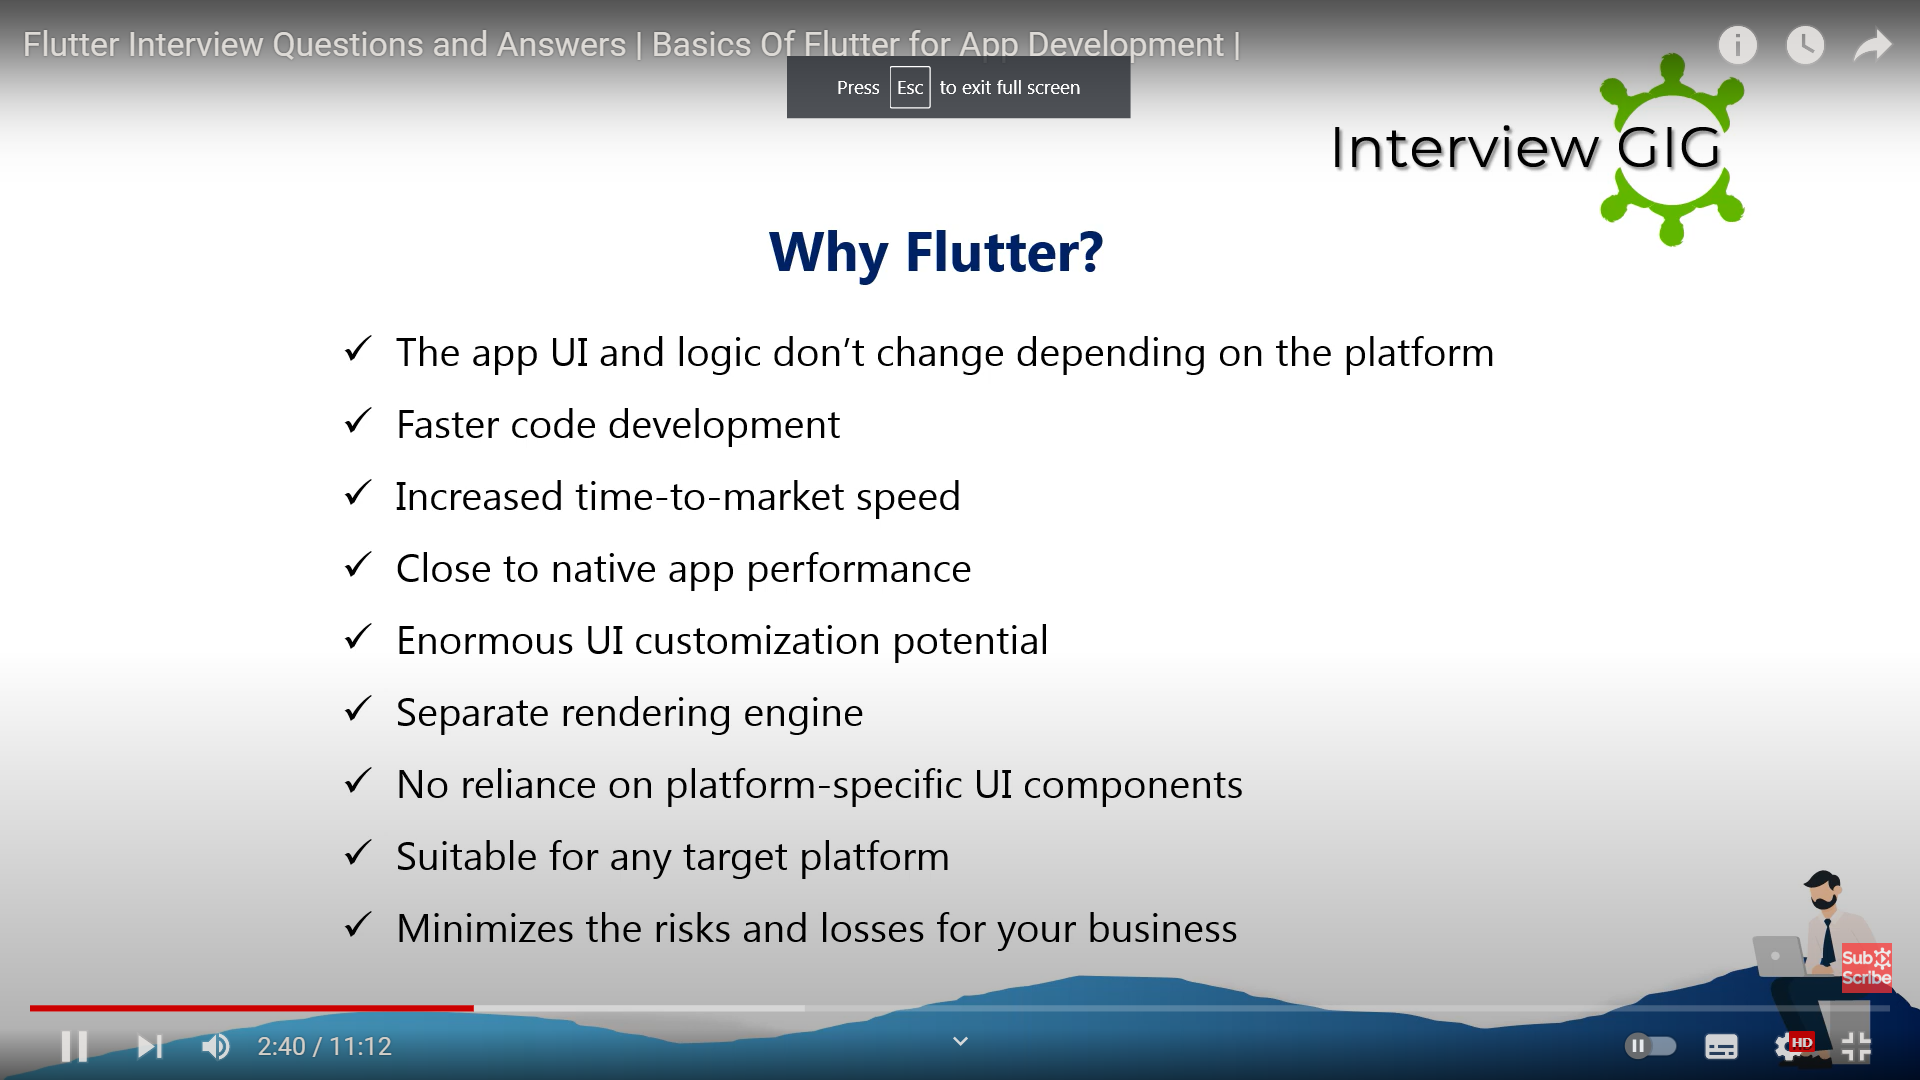 Flutter Interview Questions and Answers | Basics Of Flutter for App Development |
Press Esc to exit full screen
Interview GIG
Why Flutter?
✓ The app UI and logic don’t change depending on the platform
✓ Faster code development
✓ Increased time-to-market speed
✓ Close to native app performance
✓ Enormous UI customization potential
✓ Separate rendering engine
✓ No reliance on platform-specific UI components
✓ Suitable for any target platform
✓ Minimizes the risks and losses for your business
Sub
Scribe
2:40 / 11:12
HD